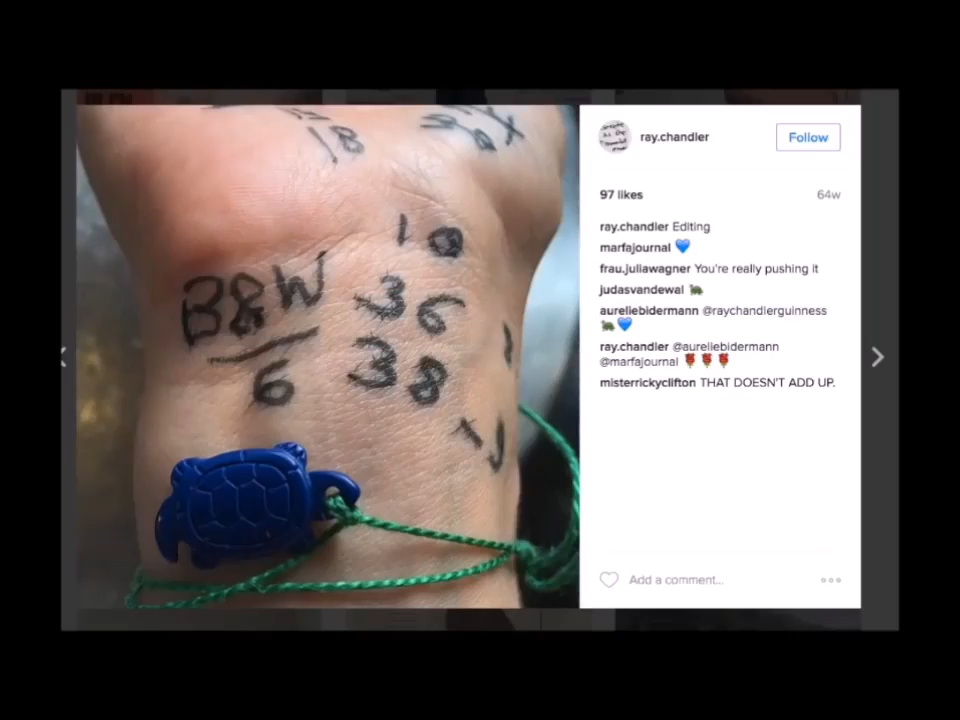 18
10
B&W
36
38
6
ray.chandler
Follow
97 likes
64w
ray.chandler Editing
marfajournal 💙
frau.juliawagner You're really pushing it
judasvandewal 🐢
aureliebidermann @raychandlerguinness
🐢💙
ray.chandler @aureliebidermann
@marfajournal 🌹🌹🌹
misterrickyclifton THAT DOESN'T ADD UP.
Add a comment...